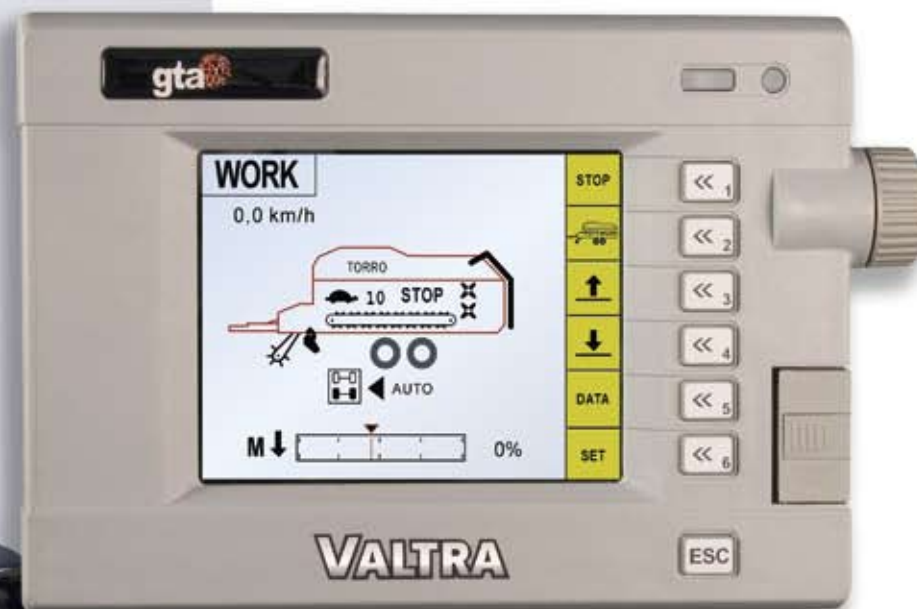 gta
WORK
0,0 km/h
TORRO
10 STOP
AUTO
M 0%
STOP
DATA
SET
<< 1
<< 2
<< 3
<< 4
<< 5
<< 6
VALTRA
ESC